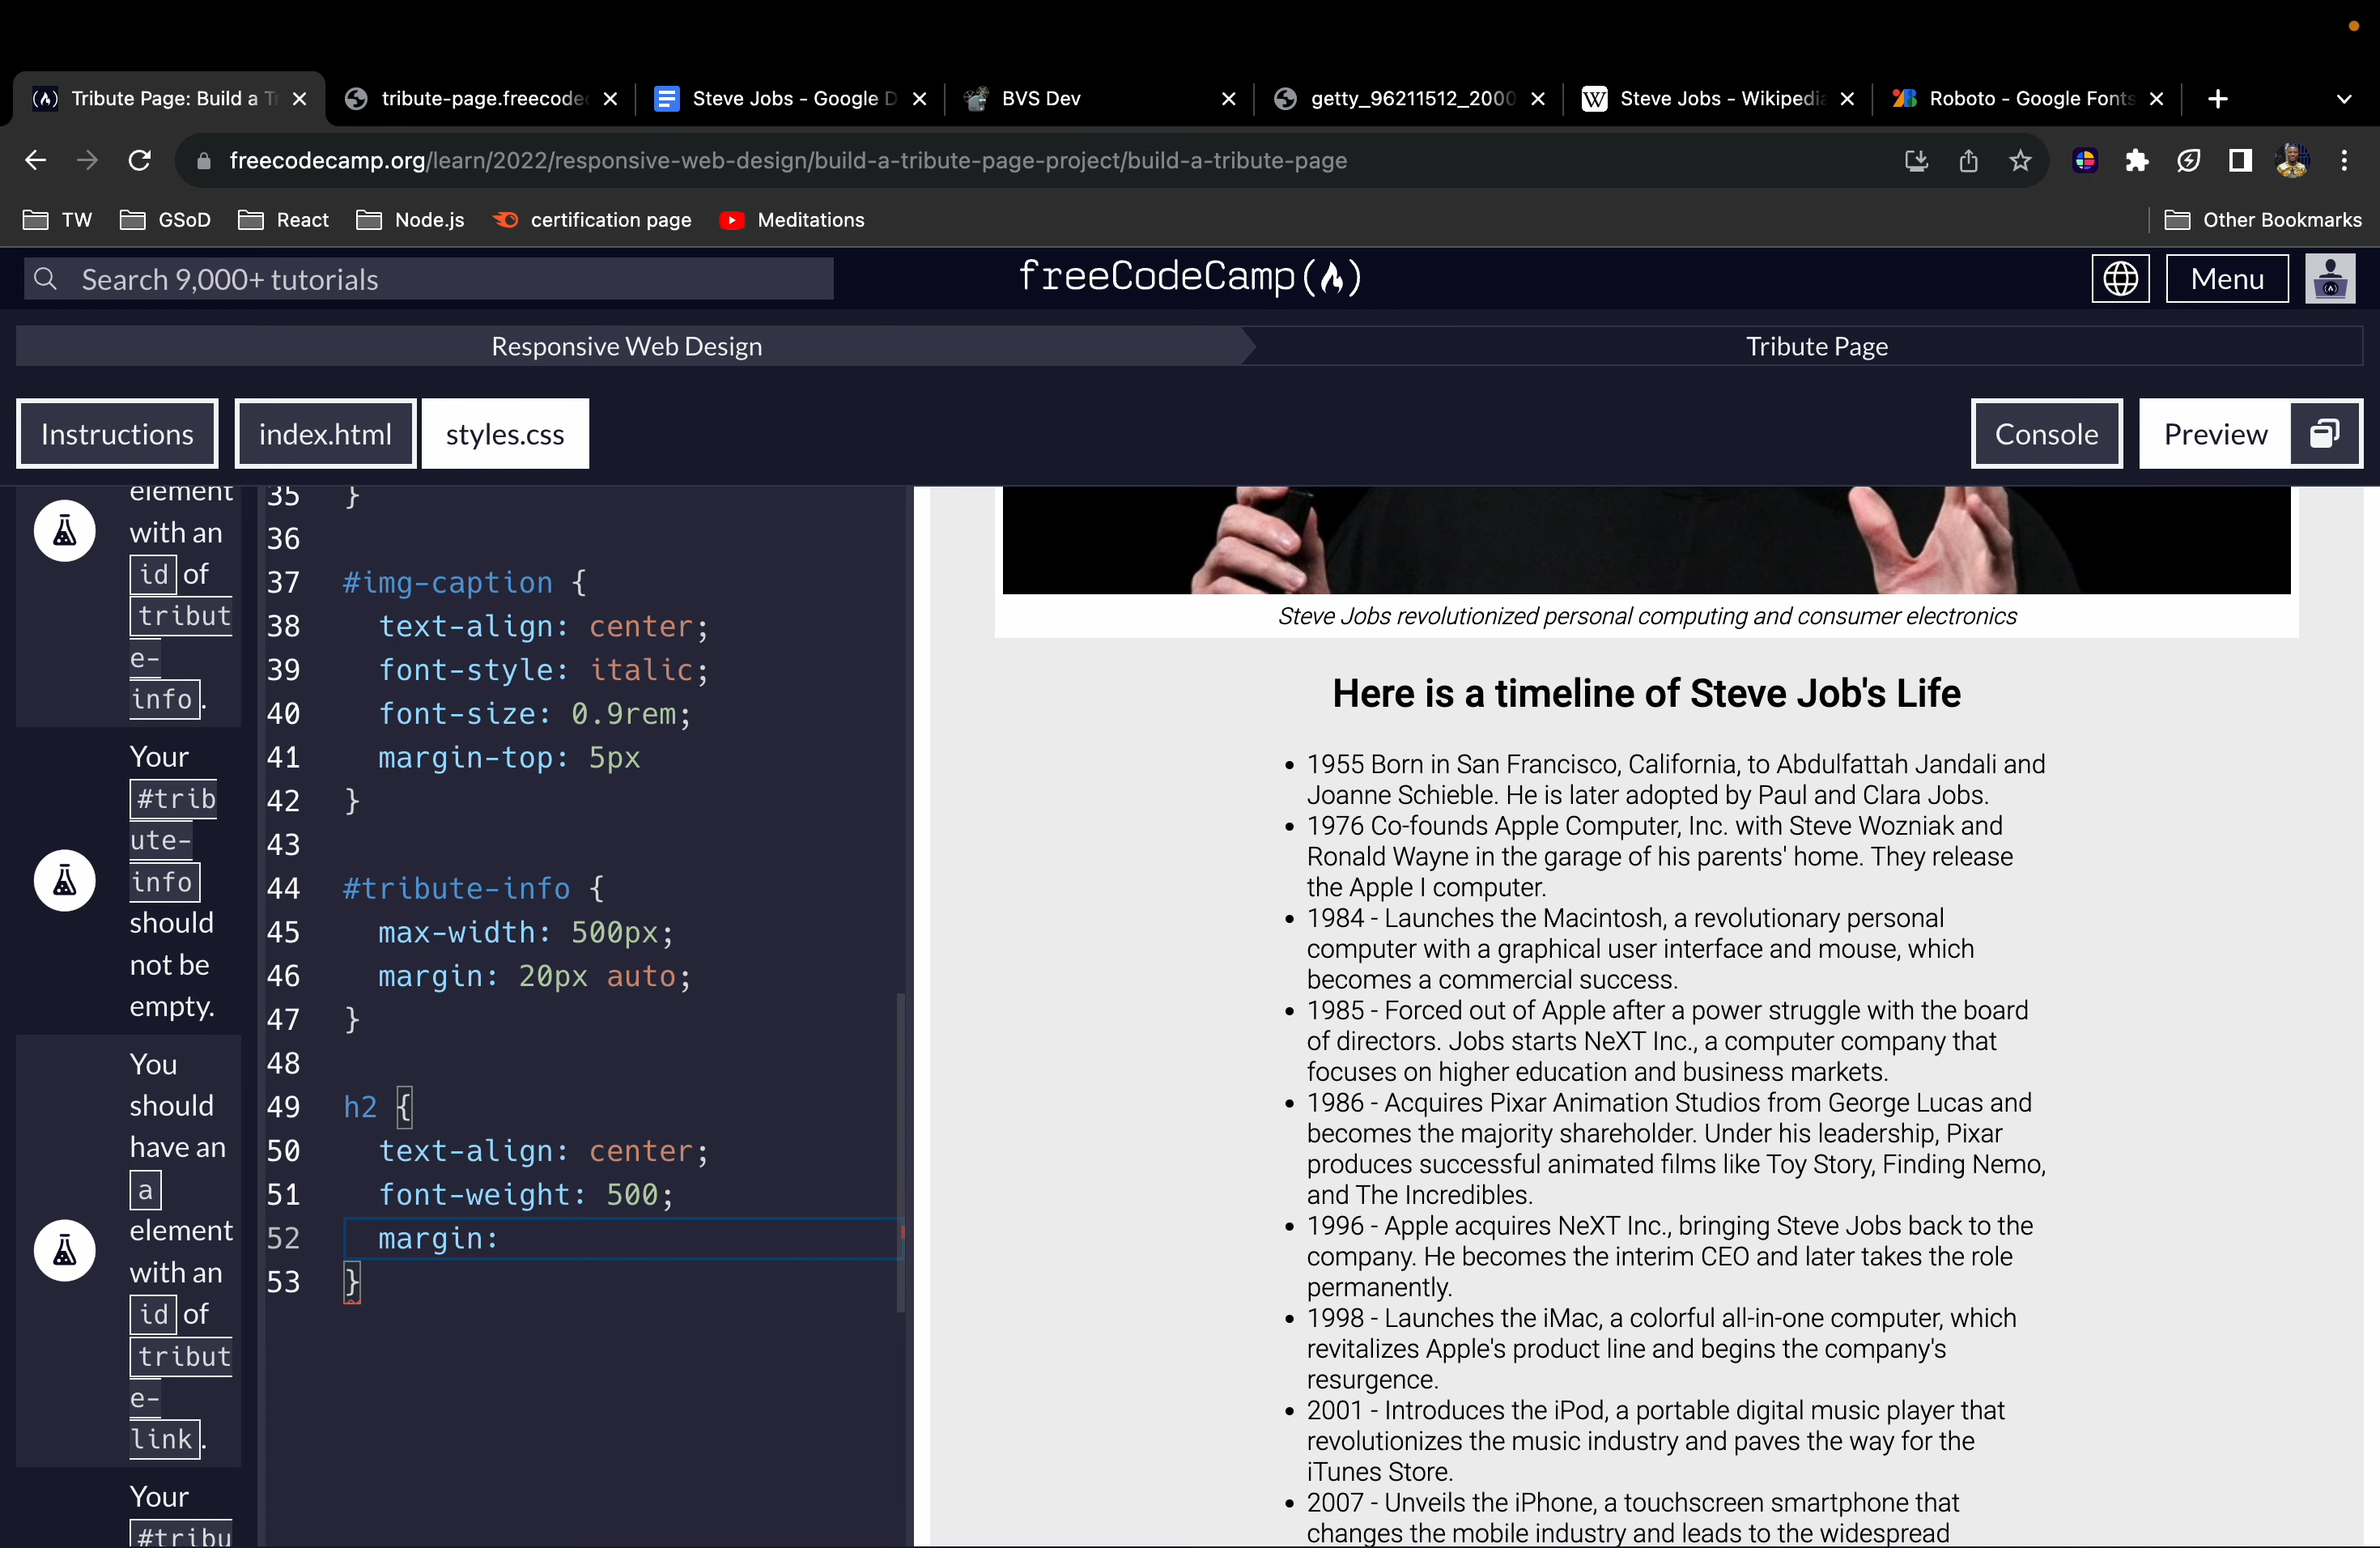 Tribute Page: Build a Tr
tribute-page.freecodec
Steve Jobs - Google D
BVS Dev
getty_96211512_2000
Steve Jobs - Wikipedia
Roboto - Google Fonts
freecodecamp.org/learn/2022/responsive-web-design/build-a-tribute-page-project/build-a-tribute-page
TW
GSoD
React
Node.js
certification page
Meditations
Other Bookmarks
Search 9,000+ tutorials
freeCodeCamp
Menu
Responsive Web Design
Tribute Page
Instructions
index.html
styles.css
Console
Preview
element
with an
id of
tribut
e-
info.
Your
#trib
ute-
info
should
not be
empty.
You
should
have an
a
element
with an
id of
tribut
e-
link.
Your
#tribu
35 }
36
37 #img-caption {
38 text-align: center;
39 font-style: italic;
40 font-size: 0.9rem;
41 margin-top: 5px
42 }
43
44 #tribute-info {
45 max-width: 500px;
46 margin: 20px auto;
47 }
48
49 h2 {
50 text-align: center;
51 font-weight: 500;
52 margin:
53 }
Steve Jobs revolutionized personal computing and consumer electronics
Here is a timeline of Steve Job's Life
• 1955 Born in San Francisco, California, to Abdulfattah Jandali and
Joanne Schieble. He is later adopted by Paul and Clara Jobs.
• 1976 Co-founds Apple Computer, Inc. with Steve Wozniak and
Ronald Wayne in the garage of his parents' home. They release
the Apple I computer.
• 1984 - Launches the Macintosh, a revolutionary personal
computer with a graphical user interface and mouse, which
becomes a commercial success.
• 1985 - Forced out of Apple after a power struggle with the board
of directors. Jobs starts NeXT Inc., a computer company that
focuses on higher education and business markets.
• 1986 - Acquires Pixar Animation Studios from George Lucas and
becomes the majority shareholder. Under his leadership, Pixar
produces successful animated films like Toy Story, Finding Nemo,
and The Incredibles.
• 1996 - Apple acquires NeXT Inc., bringing Steve Jobs back to the
company. He becomes the interim CEO and later takes the role
permanently.
• 1998 - Launches the iMac, a colorful all-in-one computer, which
revitalizes Apple's product line and begins the company's
resurgence.
• 2001 - Introduces the iPod, a portable digital music player that
revolutionizes the music industry and paves the way for the
iTunes Store.
• 2007 - Unveils the iPhone, a touchscreen smartphone that
changes the mobile industry and leads to the widespread